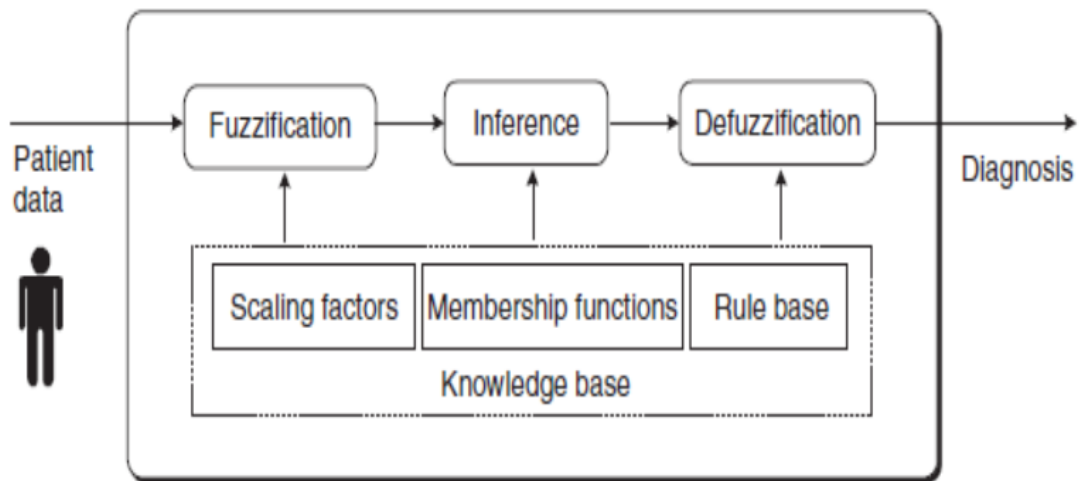 Fuzzification
Inference
Defuzzification
Patient
data
Diagnosis
Scaling factors
Membership functions
Rule base
Knowledge base